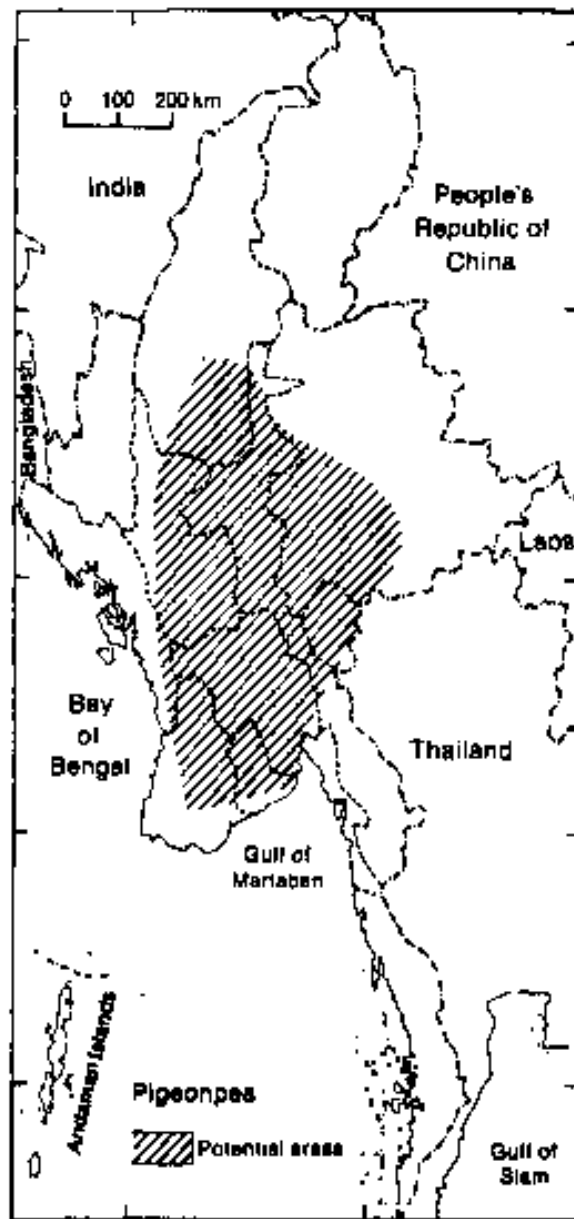 0 100 200 km
India
People's
Republic of
China
Bangladesh
Laos
Bay
of
Bengal
Thailand
Gulf of
Martaban
Andaman Islands
Pigeonpea
Potential areas
Gulf of
Siam